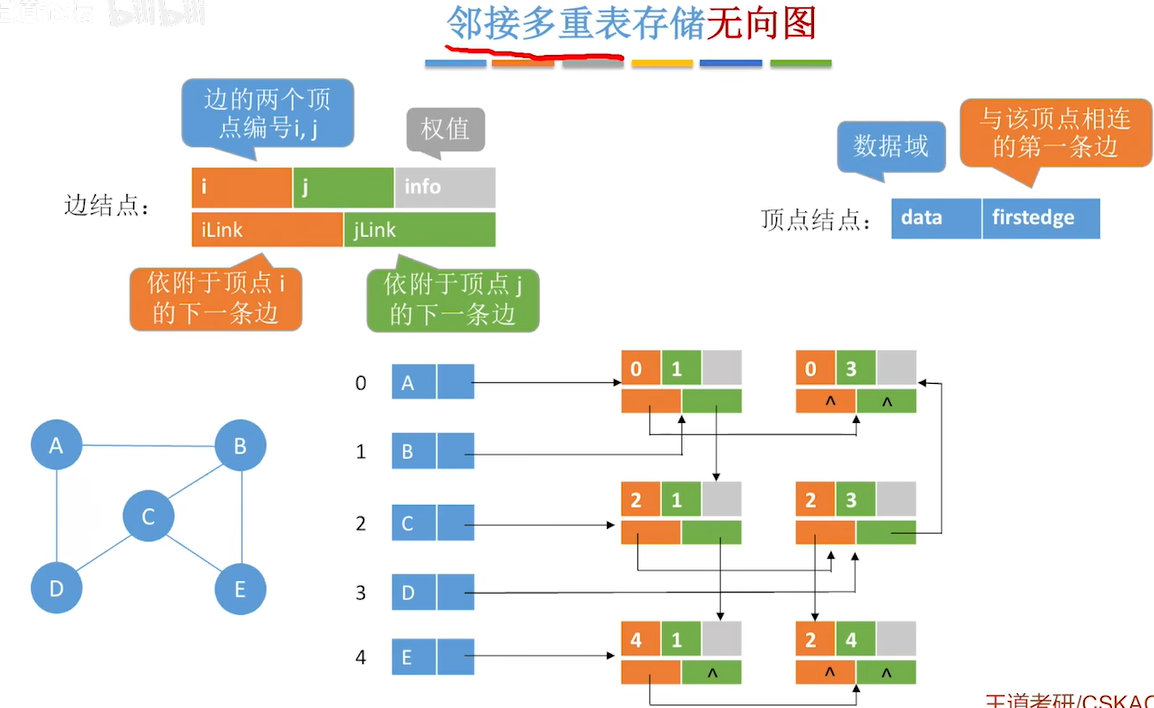 邻接多重表存储无向图
边的两个顶
点编号i, j
权值
数据域
与该顶点相连
的第一条边
边结点：
i j info
iLink jLink
顶点结点：
data firstedge
依附于顶点 i
的下一条边
依附于顶点 j
的下一条边
0 A
0 1
0 3
^ ^
1 B
2 C
2 1
2 3
3 D
4 E
4 1
2 4
^
^ ^
A B
C
D E
王道考研/CSKAO
bilibili